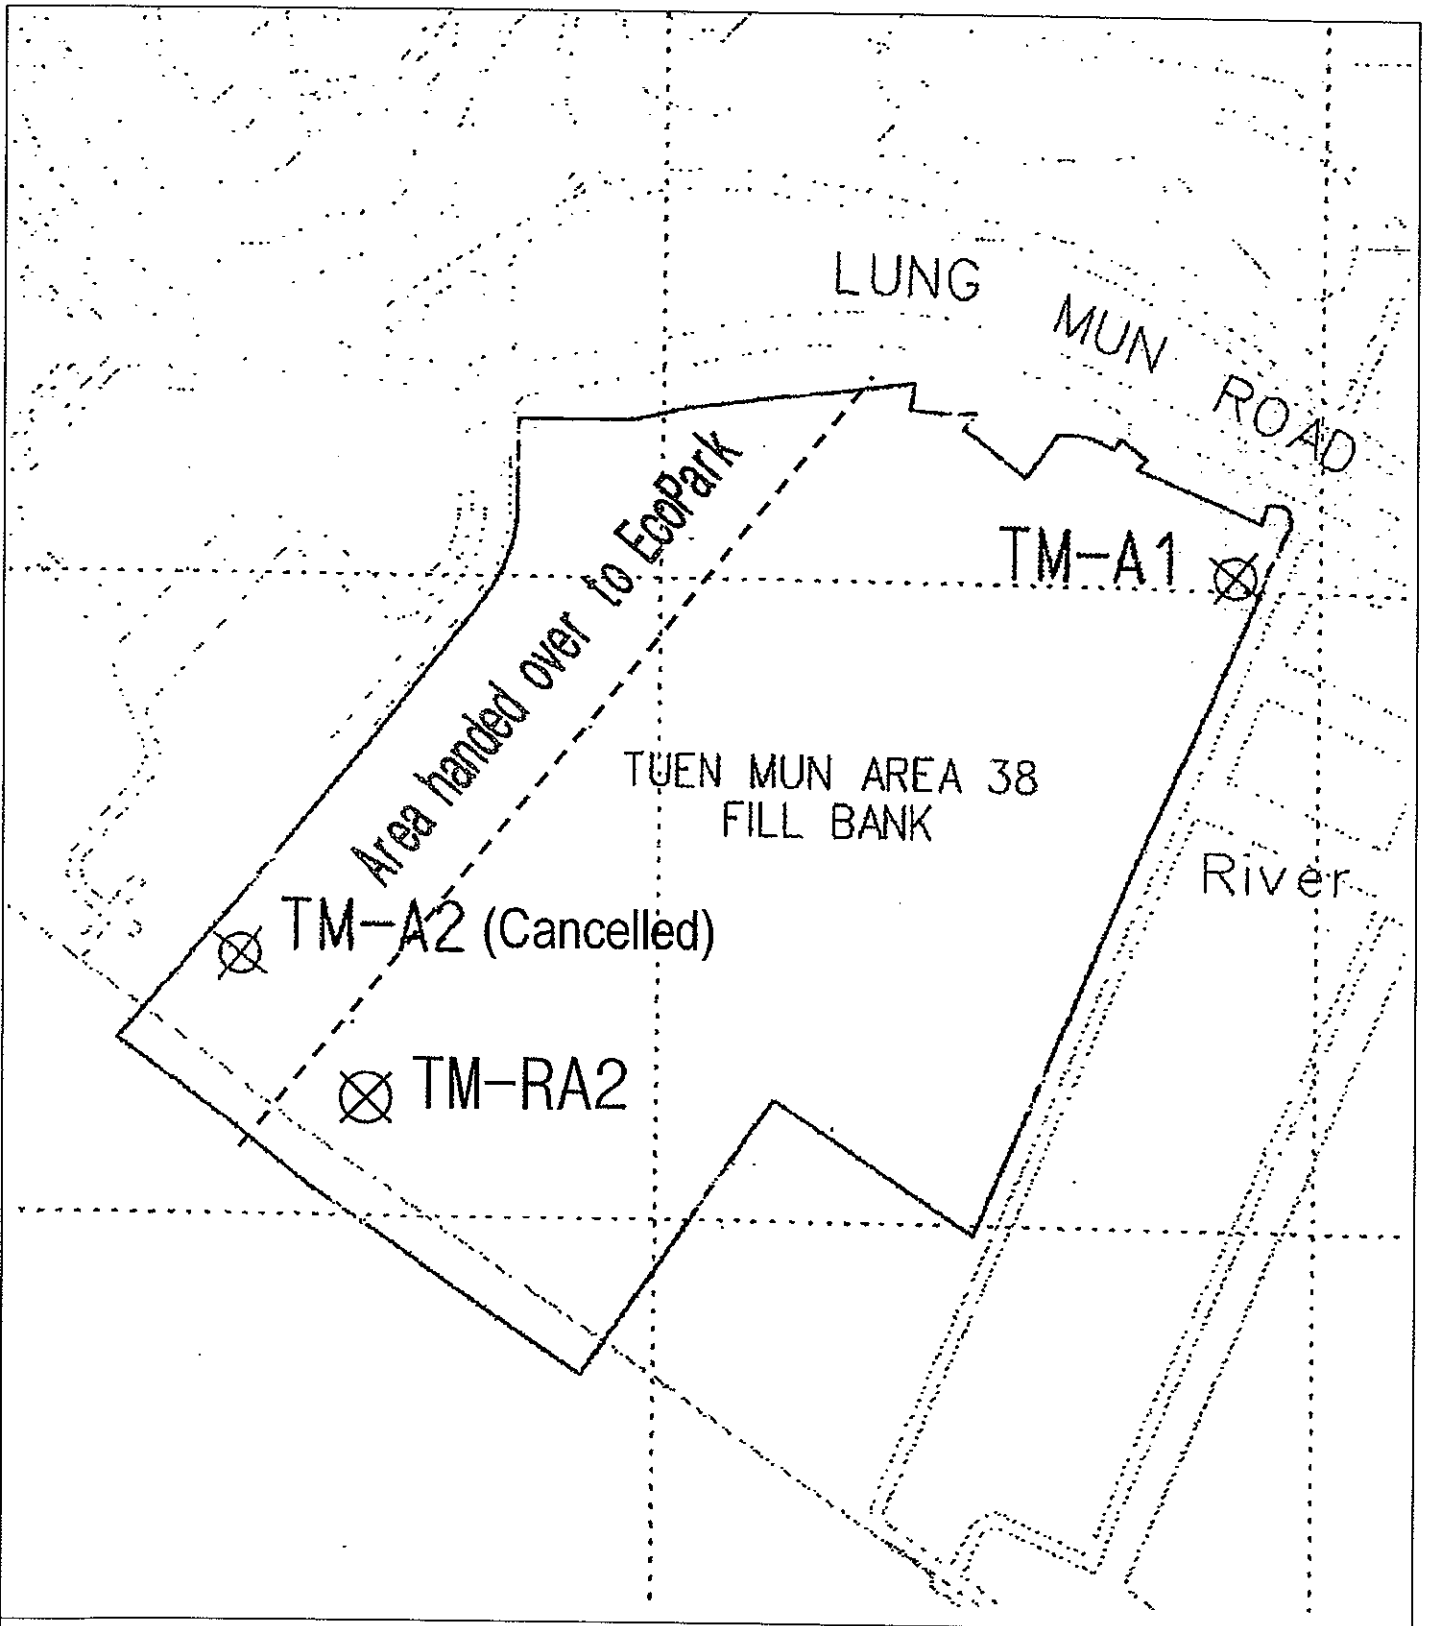 LUNG MUN ROAD
TM-A1
Area handed over to EcoPark
TUEN MUN AREA 38
FILL BANK
River
TM-A2 (Cancelled)
TM-RA2